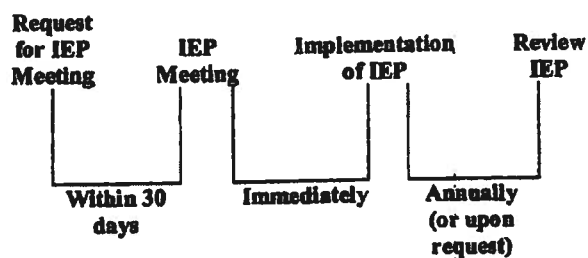 Request
for IEP
Meeting
IEP
Meeting
Implementation
of IEP
Review
IEP
Within 30
days
Immediately
Annually
(or upon
request)